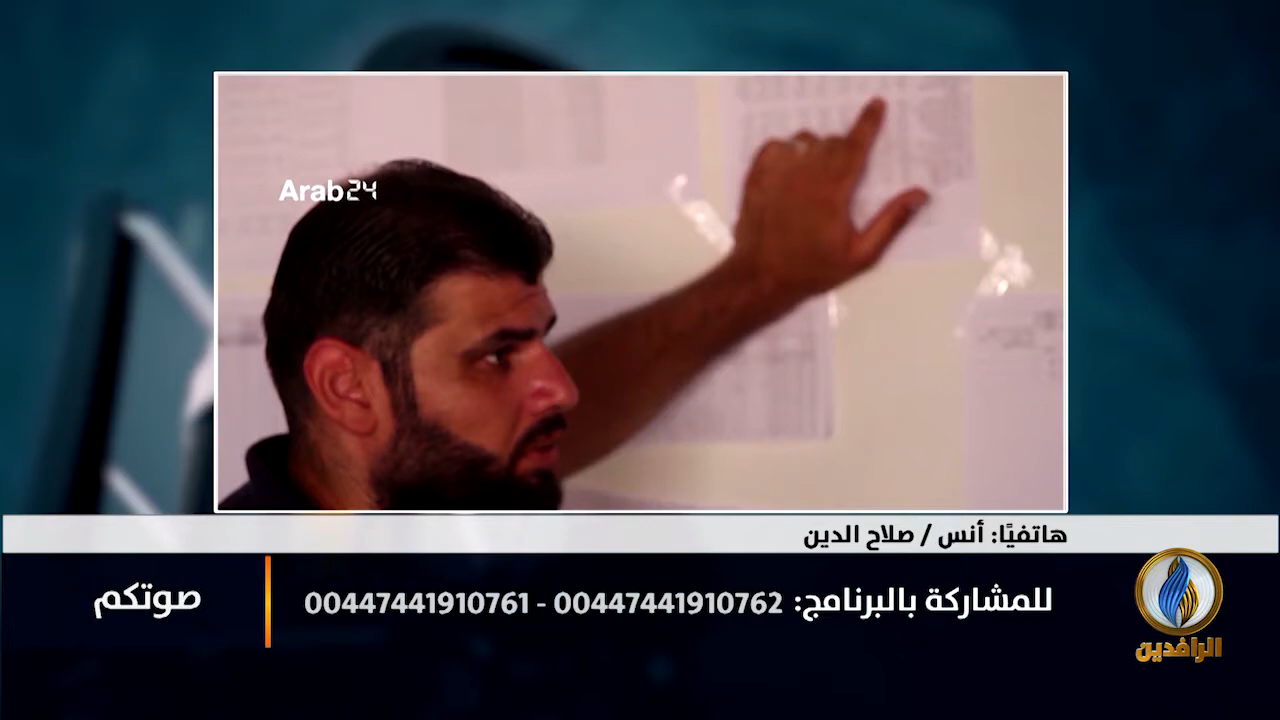 Arab24
هاتفيًا: أنس / صلاح الدين
للمشاركة بالبرنامج: 00447441910762 - 00447441910761
صوتكم
الرافدين